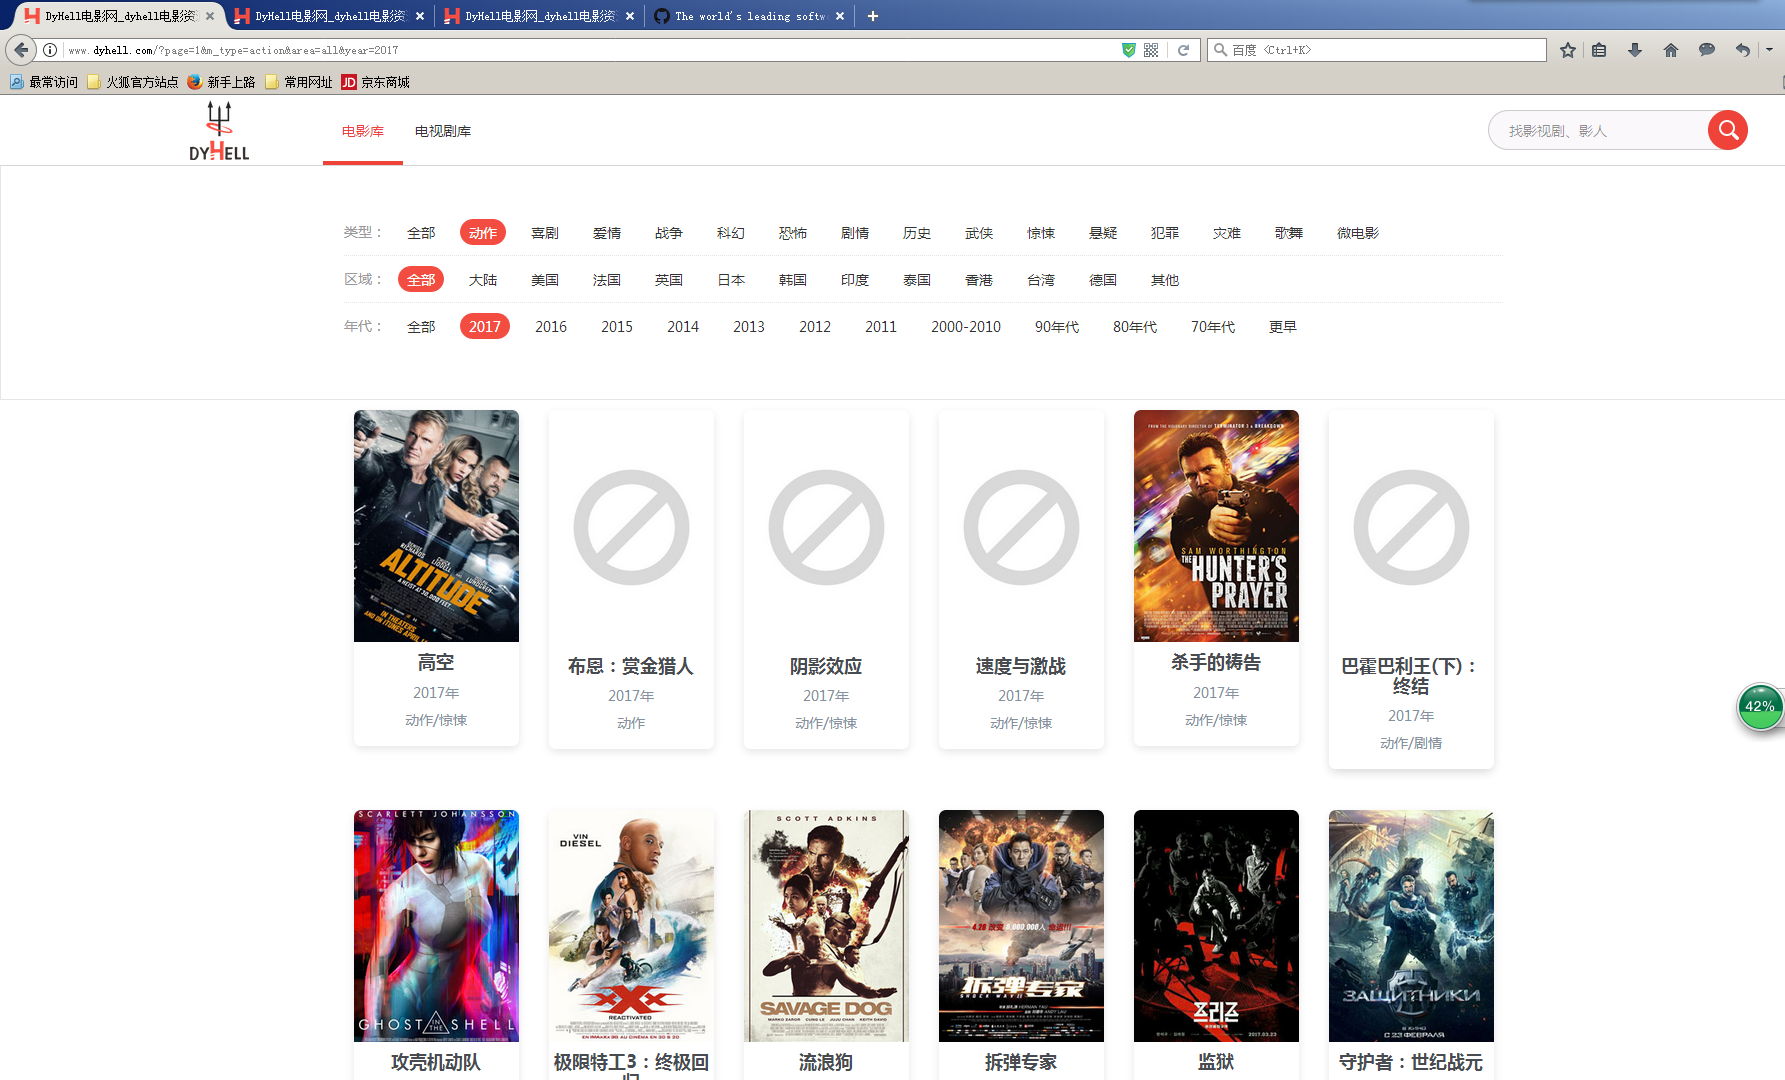 DyHell电影网_dyhell电影资
DyHell电影网_dyhell电影资
DyHell电影网_dyhell电影资
The world's leading softw
www.dyhell.com/?page=1&m_type=action&area=all&year=2017
百度 <Ctrl+K>
最常访问 火狐官方站点 新手上路 常用网址 JD 京东商城
DYHELL
电影库 电视剧库
找影视剧、影人
类型： 全部 动作 喜剧 爱情 战争 科幻 恐怖 剧情 历史 武侠 惊悚 悬疑 犯罪 灾难 歌舞 微电影
区域： 全部 大陆 美国 法国 英国 日本 韩国 印度 泰国 香港 台湾 德国 其他
年代： 全部 2017 2016 2015 2014 2013 2012 2011 2000-2010 90年代 80年代 70年代 更早
ALTITUDE
A HEIST AT 30,000 FEET...
IN THEATERS
高空
2017年
动作/惊悚
布恩：赏金猎人
2017年
动作
阴影效应
2017年
动作/惊悚
速度与激战
2017年
动作/惊悚
SAM WORTHINGTON
THE HUNTER'S PRAYER
杀手的祷告
2017年
动作/惊悚
巴霍巴利王(下)：
终结
2017年
动作/剧情
42%
SCARLETT JOHANSSON
GHOST IN THE SHELL
攻壳机动队
VIN DIESEL
xXx
REACTIVATED
极限特工3：终极回
归
SCOTT ADKINS
SAVAGE DOG
流浪狗
拆弹专家
SHOCK WAVE
拆弹专家
프리즌
2017.03.23
监狱
ЗАЩИТНИКИ
В КИНО
С 23 ФЕВРАЛЯ
守护者：世纪战元